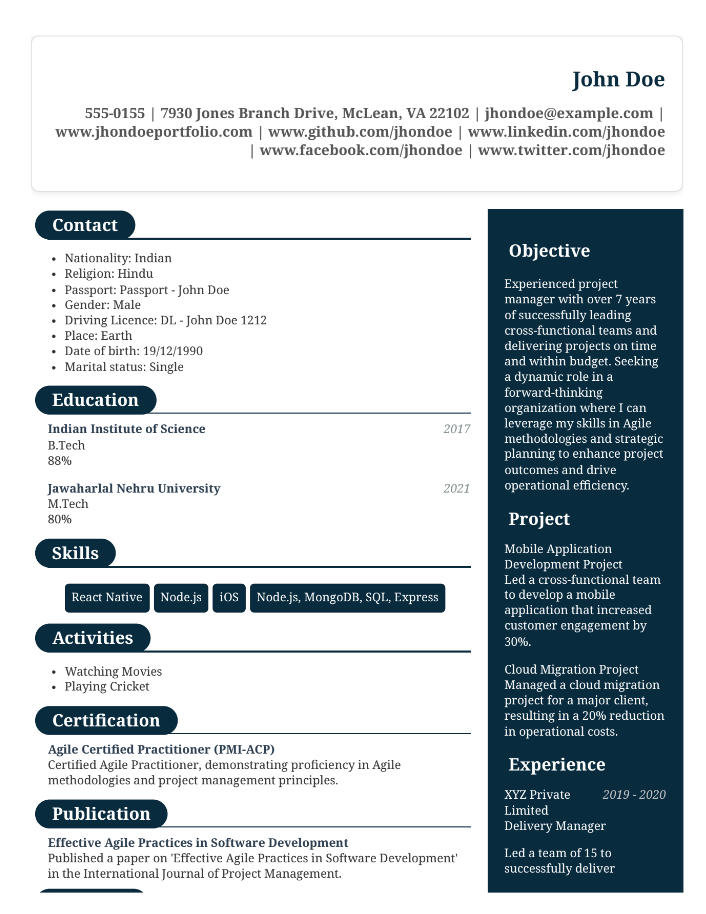 John Doe
555-0155 | 7930 Jones Branch Drive, McLean, VA 22102 | jhondoe@example.com |
www.jhondoeportfolio.com | www.github.com/jhondoe | www.linkedin.com/jhondoe
| www.facebook.com/jhondoe | www.twitter.com/jhondoe
Contact
• Nationality: Indian
• Religion: Hindu
• Passport: Passport - John Doe
• Gender: Male
• Driving Licence: DL - John Doe 1212
• Place: Earth
• Date of birth: 19/12/1990
• Marital status: Single
Education
Indian Institute of Science 2017
B.Tech
88%
Jawaharlal Nehru University 2021
M.Tech
80%
Skills
React Native Node.js iOS Node.js, MongoDB, SQL, Express
Activities
• Watching Movies
• Playing Cricket
Certification
Agile Certified Practitioner (PMI-ACP)
Certified Agile Practitioner, demonstrating proficiency in Agile
methodologies and project management principles.
Publication
Effective Agile Practices in Software Development
Published a paper on 'Effective Agile Practices in Software Development'
in the International Journal of Project Management.
Objective
Experienced project
manager with over 7 years
of successfully leading
cross-functional teams and
delivering projects on time
and within budget. Seeking
a dynamic role in a
forward-thinking
organization where I can
leverage my skills in Agile
methodologies and strategic
planning to enhance project
outcomes and drive
operational efficiency.
Project
Mobile Application
Development Project
Led a cross-functional team
to develop a mobile
application that increased
customer engagement by
30%.
Cloud Migration Project
Managed a cloud migration
project for a major client,
resulting in a 20% reduction
in operational costs.
Experience
XYZ Private 2019 - 2020
Limited
Delivery Manager
Led a team of 15 to
successfully deliver